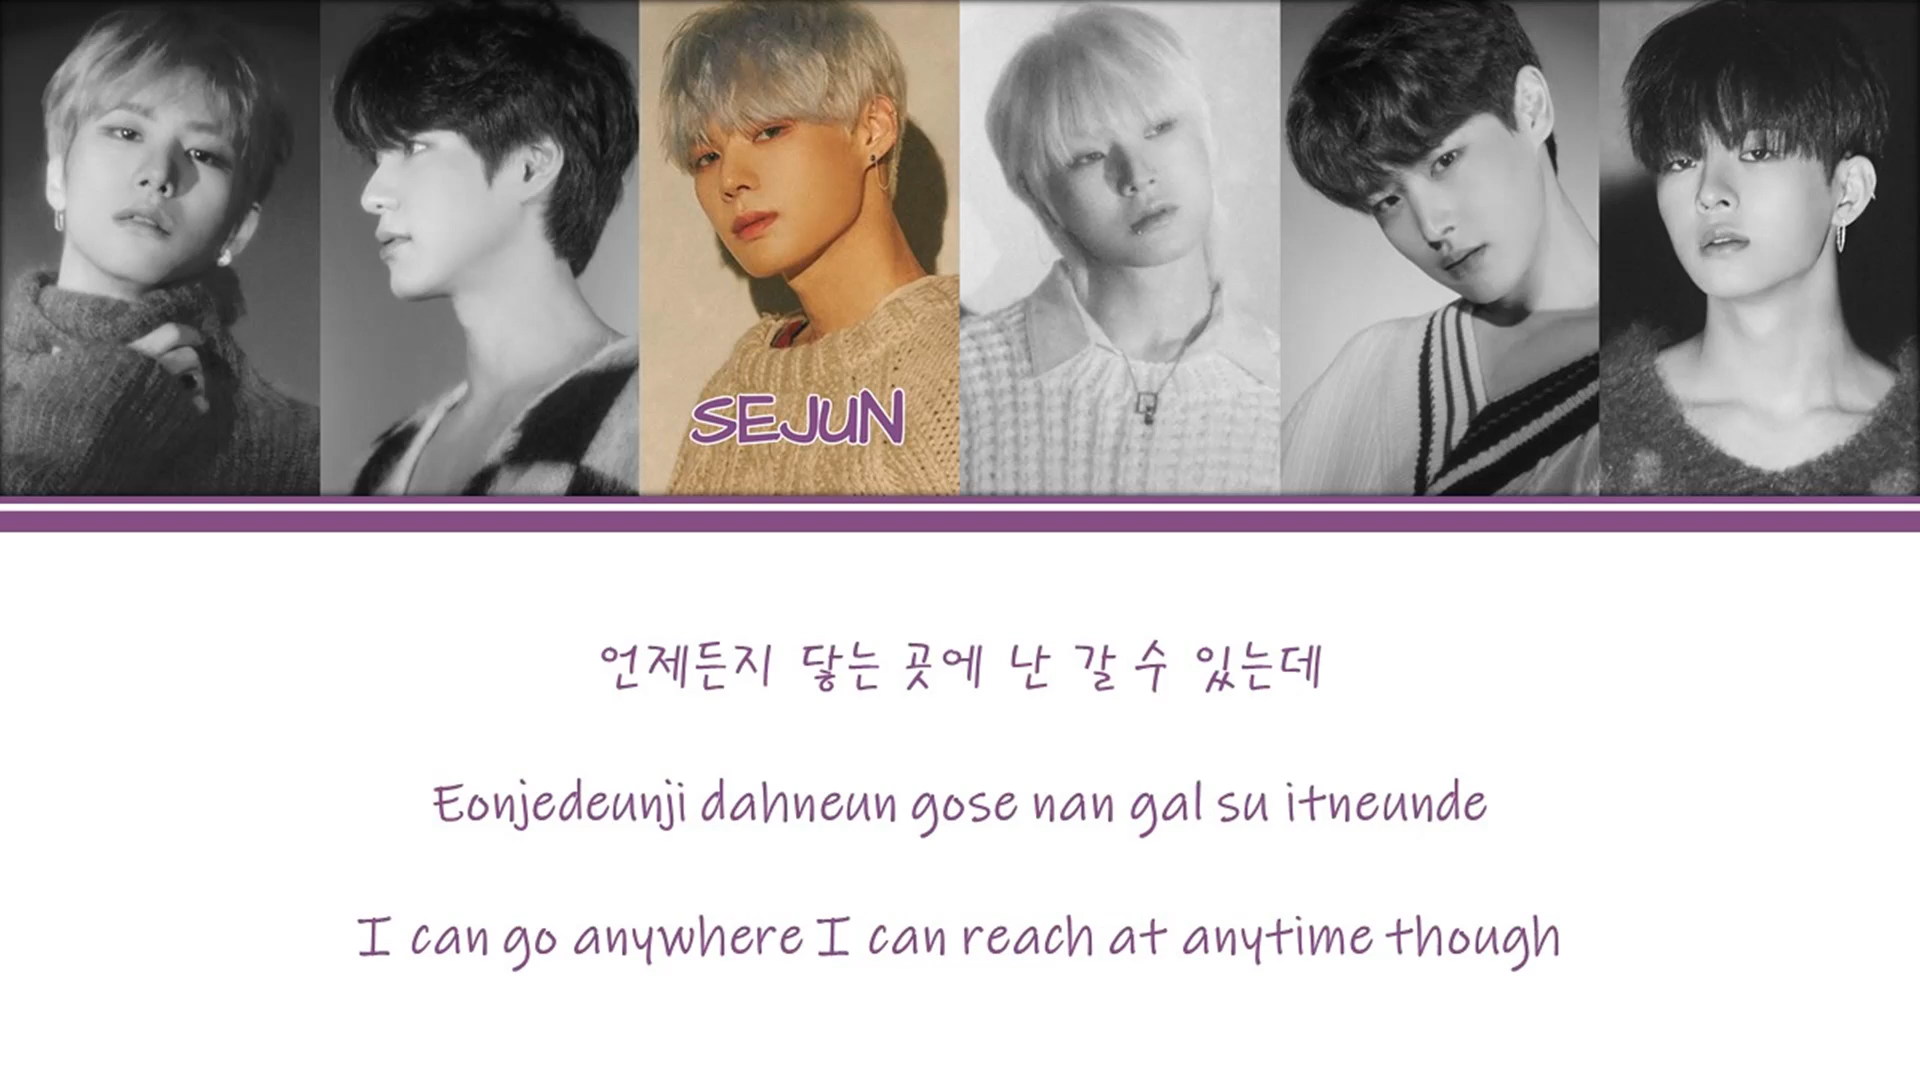 SEJUN
언제든지 닿는 곳에 난 갈 수 있는데
Eonjedeunji dahneun gose nan gal su itneunde
I can go anywhere I can reach at anytime though